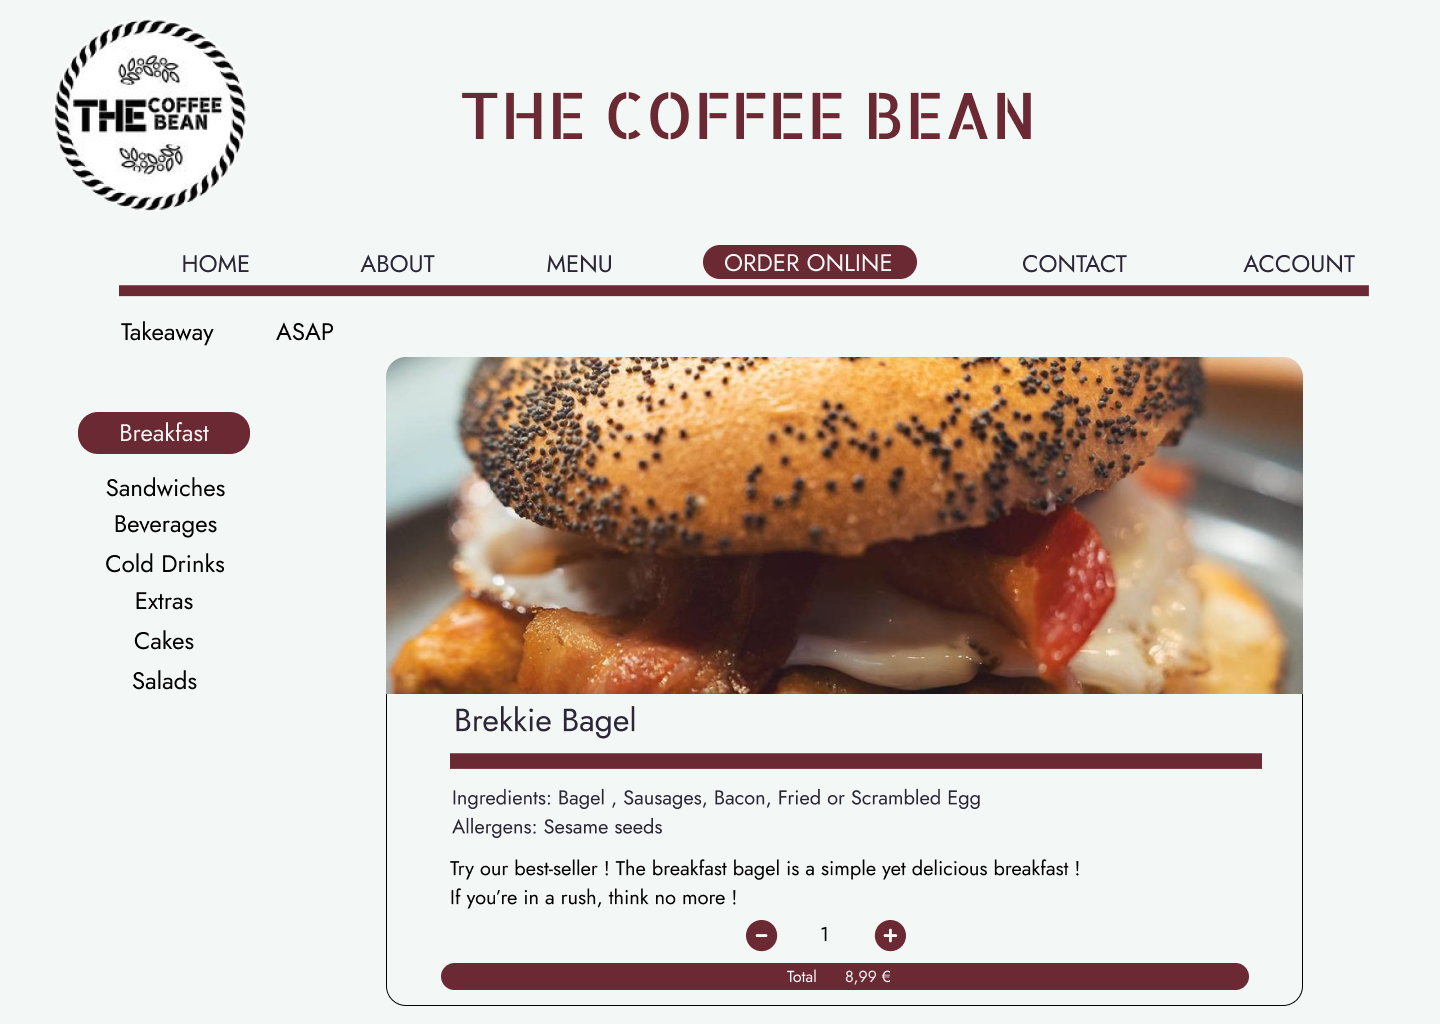 THE COFFEE
BEAN
THE COFFEE BEAN
HOME ABOUT MENU ORDER ONLINE CONTACT ACCOUNT
Takeaway ASAP
Breakfast
Sandwiches
Beverages
Cold Drinks
Extras
Cakes
Salads
Brekkie Bagel
Ingredients: Bagel , Sausages, Bacon, Fried or Scrambled Egg
Allergens: Sesame seeds
Try our best-seller ! The breakfast bagel is a simple yet delicious breakfast !
If you’re in a rush, think no more !
− 1 +
Total 8,99 €